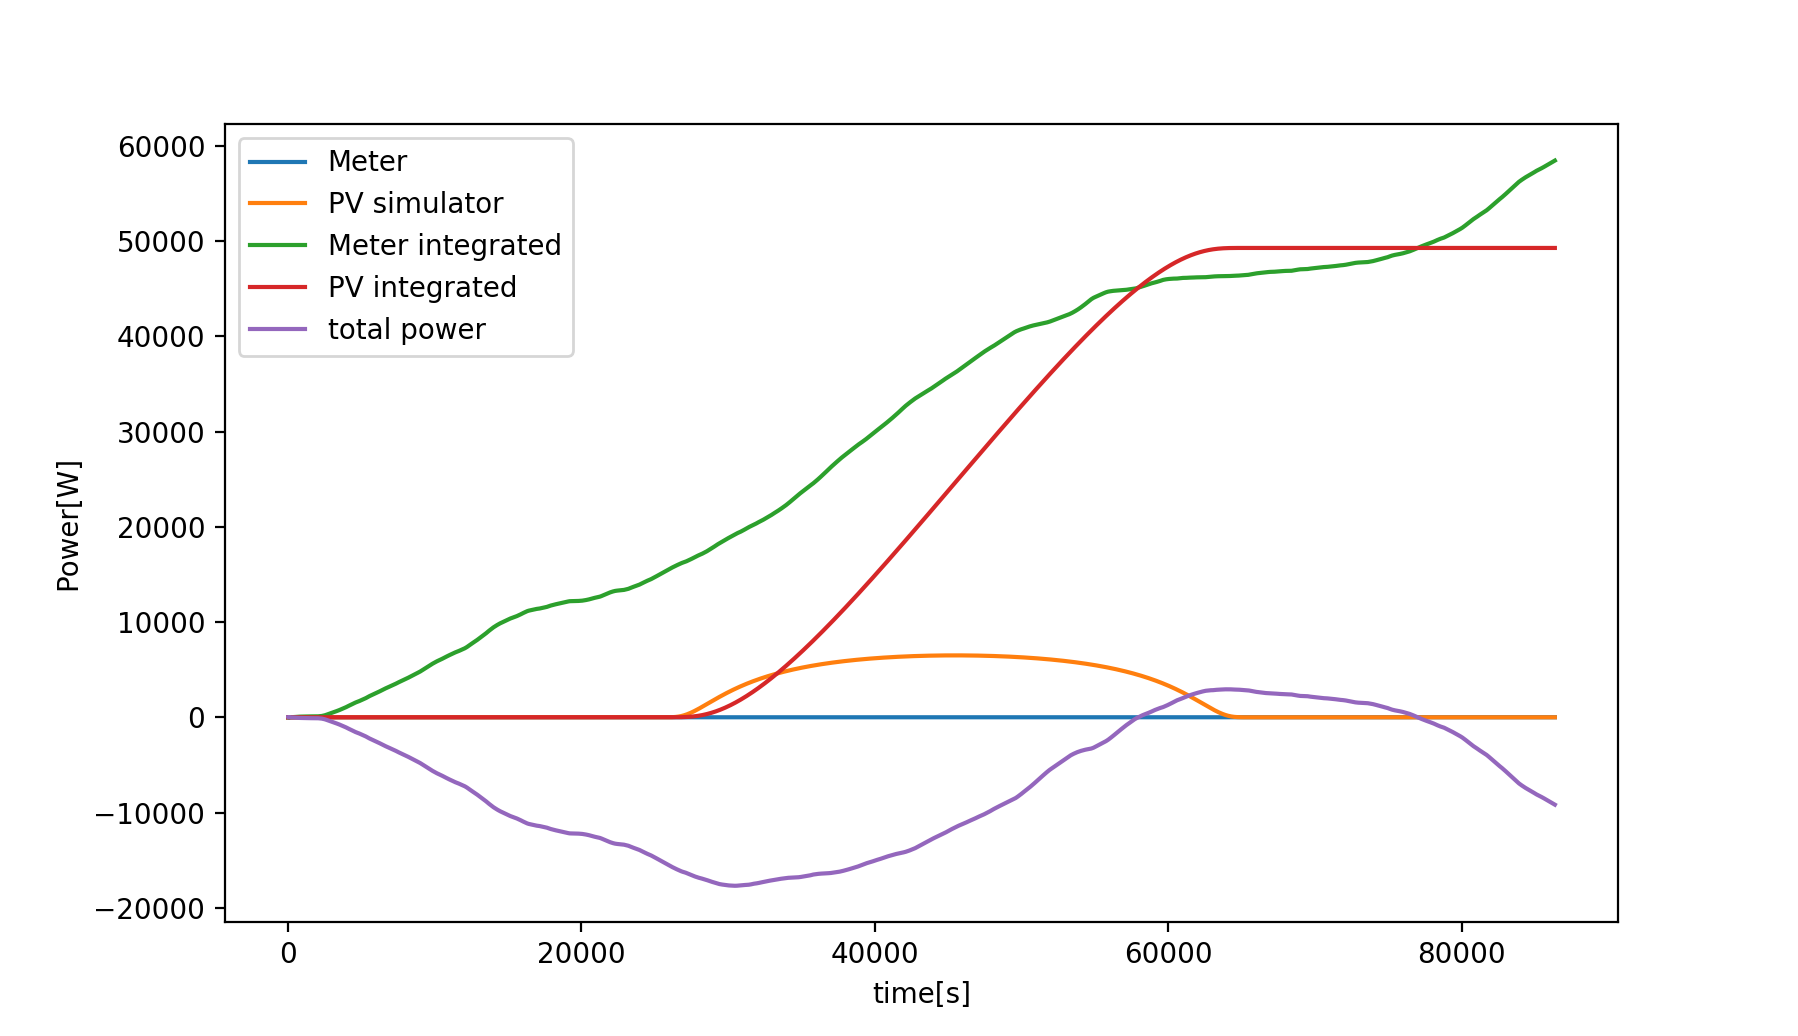 60000
50000
40000
30000
20000
10000
0
−10000
−20000
Power[W]
Meter
PV simulator
Meter integrated
PV integrated
total power
0
20000
40000
60000
80000
time[s]